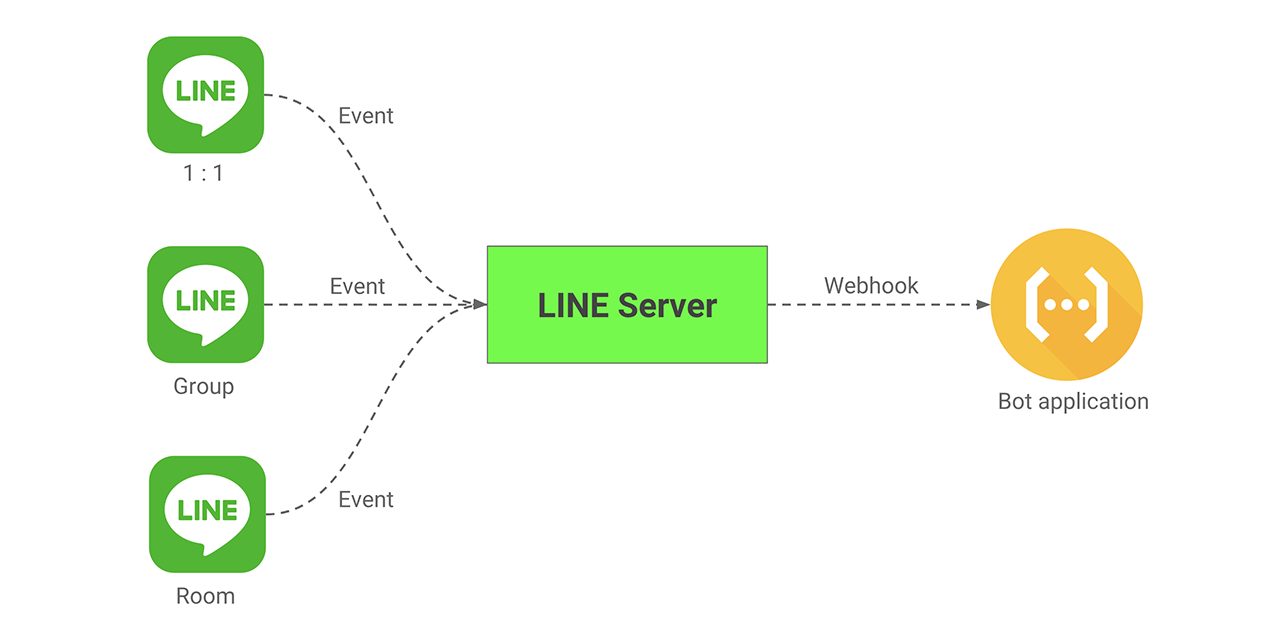 LINE
1 : 1
Event
LINE
Group
Event
LINE
Room
Event
LINE Server
Webhook
Bot application